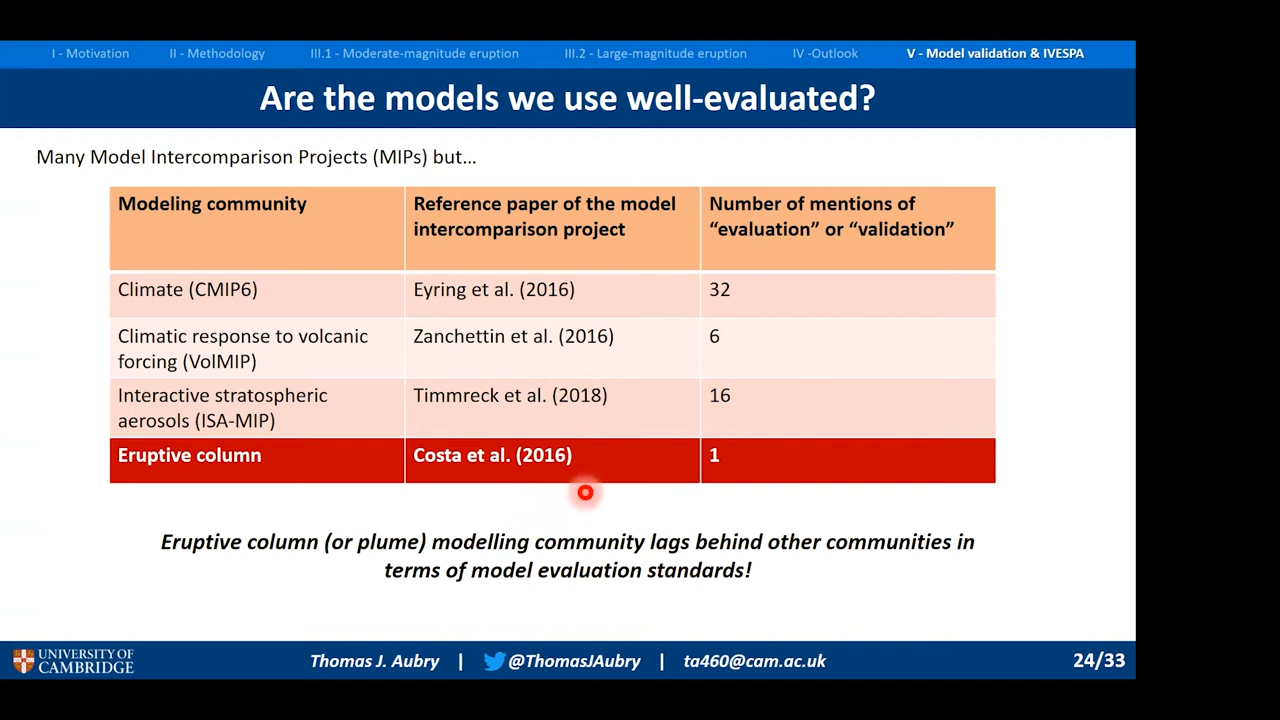 I - Motivation II - Methodology III.1 - Moderate-magnitude eruption III.2 - Large-magnitude eruption IV -Outlook V - Model validation & IVESPA
Are the models we use well-evaluated?
Many Model Intercomparison Projects (MIPs) but…
Modeling community
Reference paper of the model
intercomparison project
Number of mentions of
“evaluation” or “validation”
Climate (CMIP6)
Eyring et al. (2016)
32
Climatic response to volcanic
forcing (VolMIP)
Zanchettin et al. (2016)
6
Interactive stratospheric
aerosols (ISA-MIP)
Timmreck et al. (2018)
16
Eruptive column
Costa et al. (2016)
1
Eruptive column (or plume) modelling community lags behind other communities in
terms of model evaluation standards!
UNIVERSITY OF
CAMBRIDGE
Thomas J. Aubry | @ThomasJAubry | ta460@cam.ac.uk
24/33